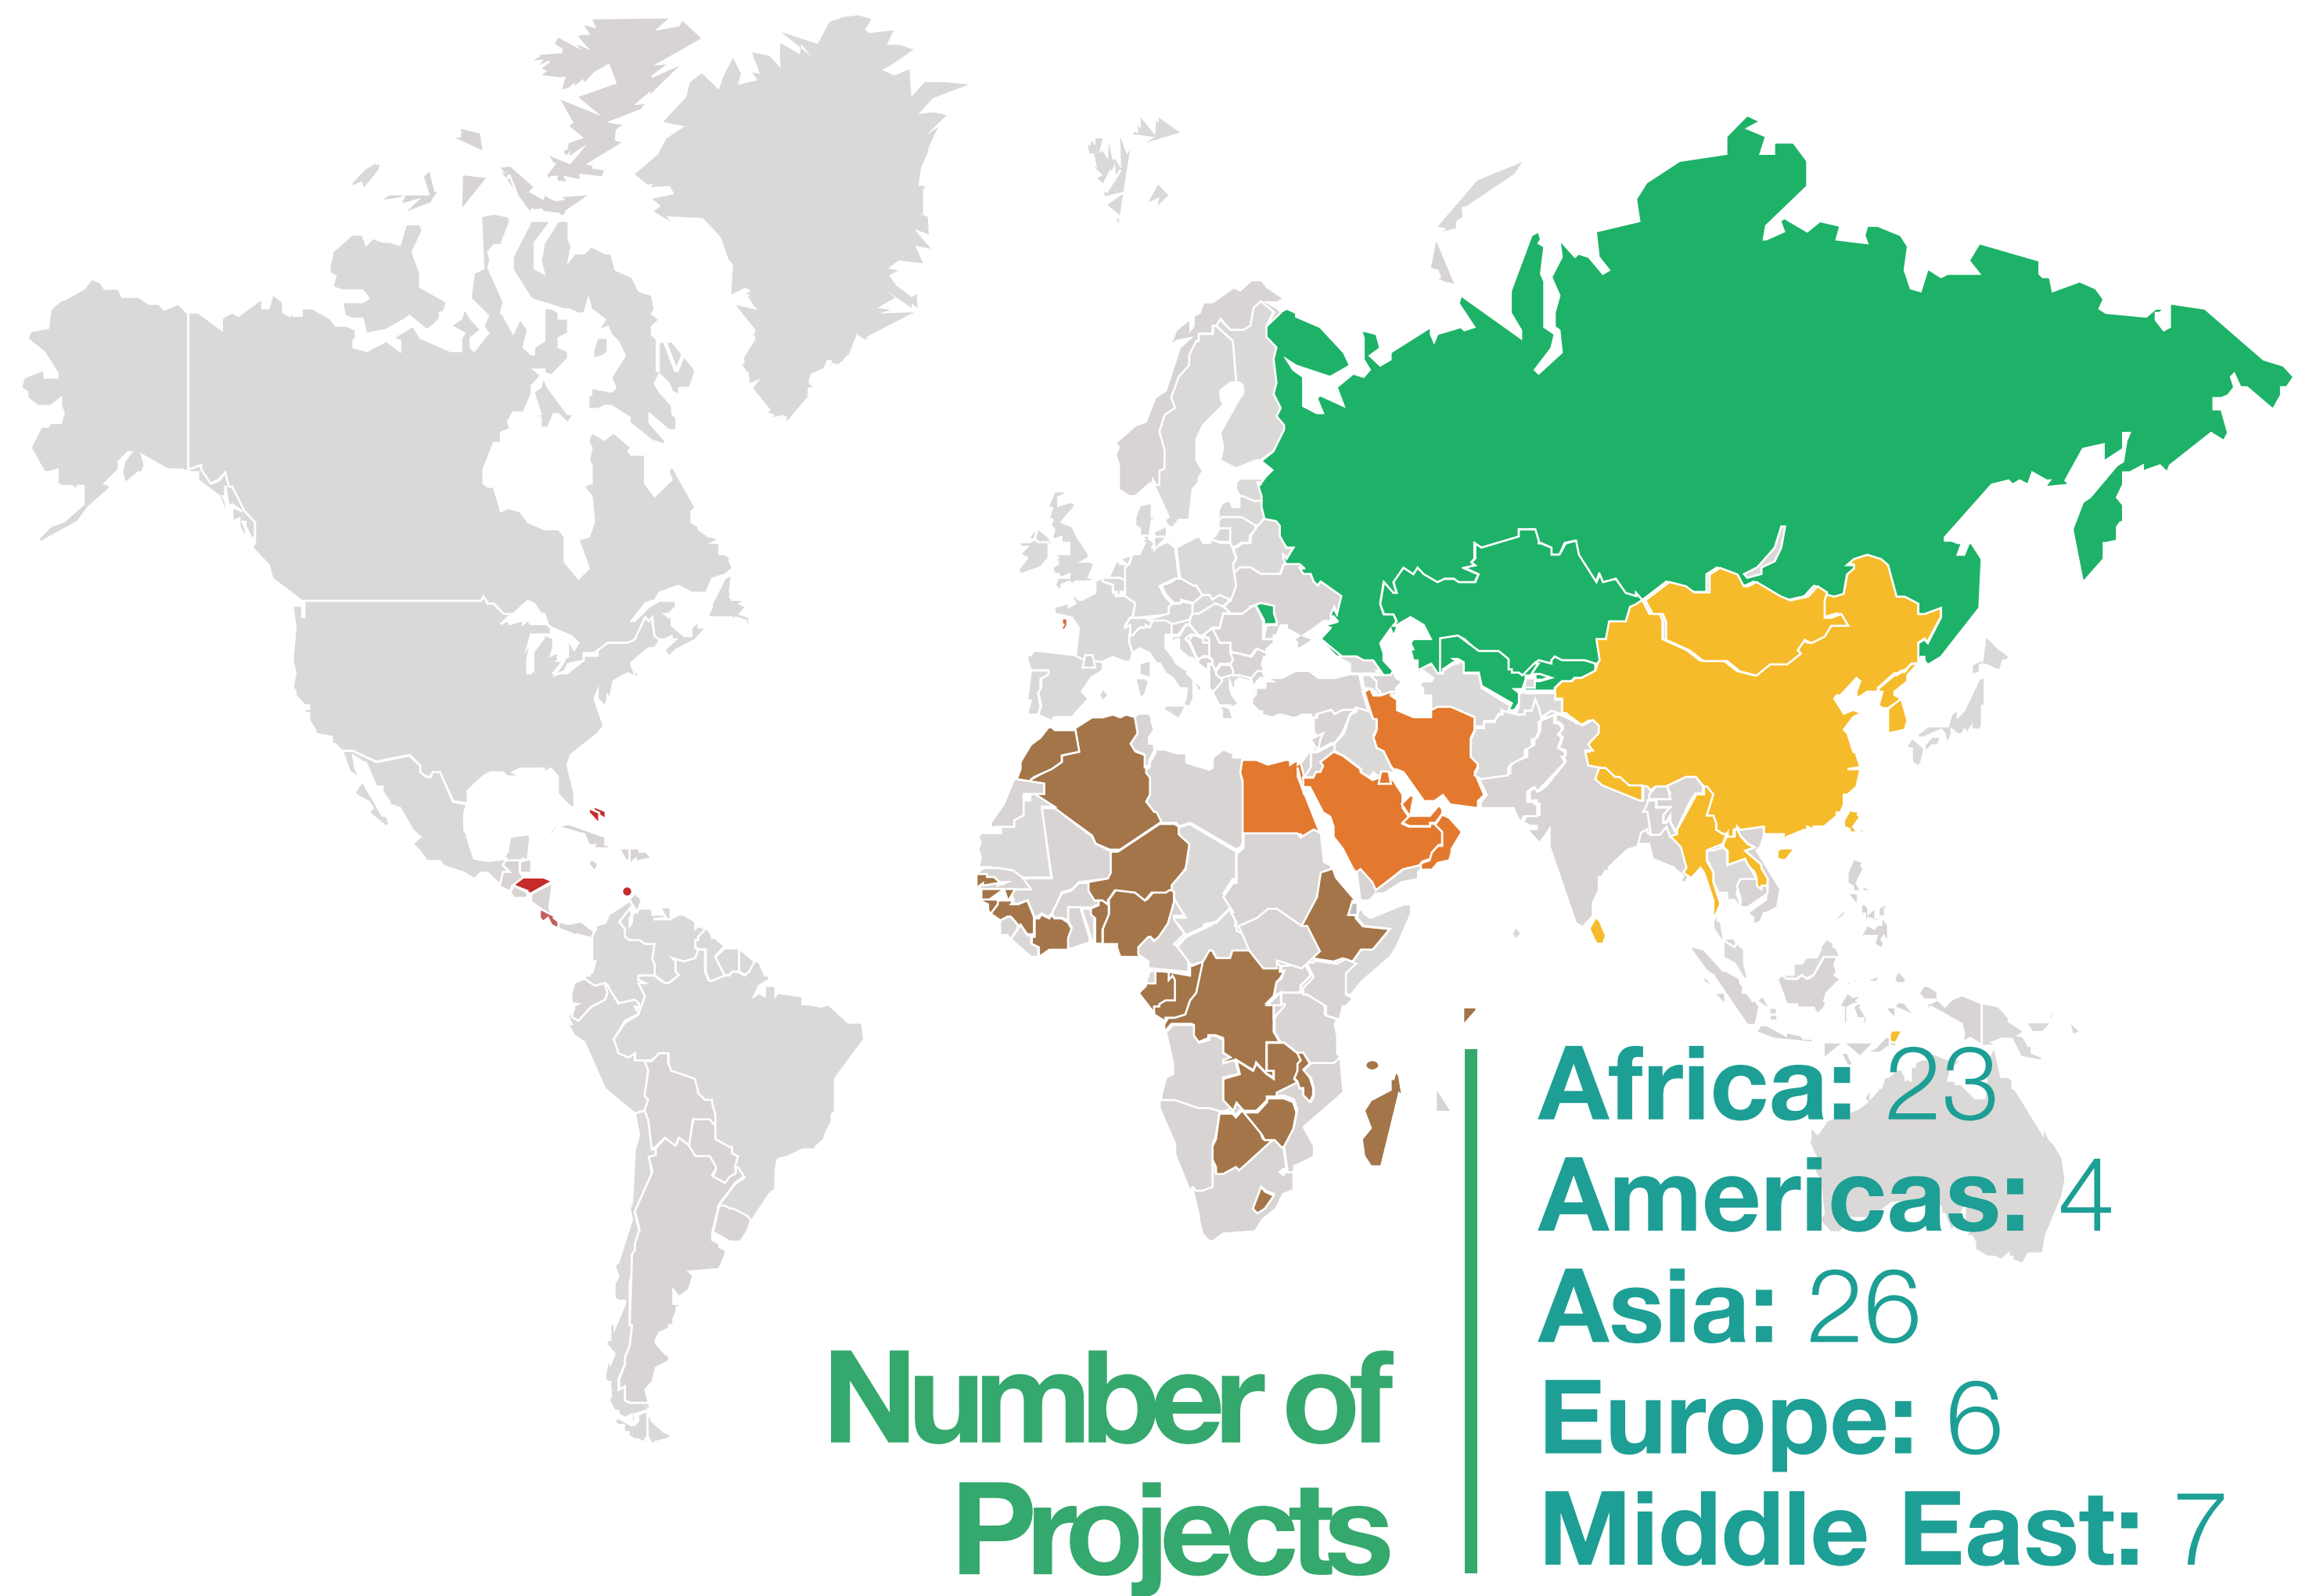 Number of
Projects
Africa: 23
Americas: 4
Asia: 26
Europe: 6
Middle East: 7